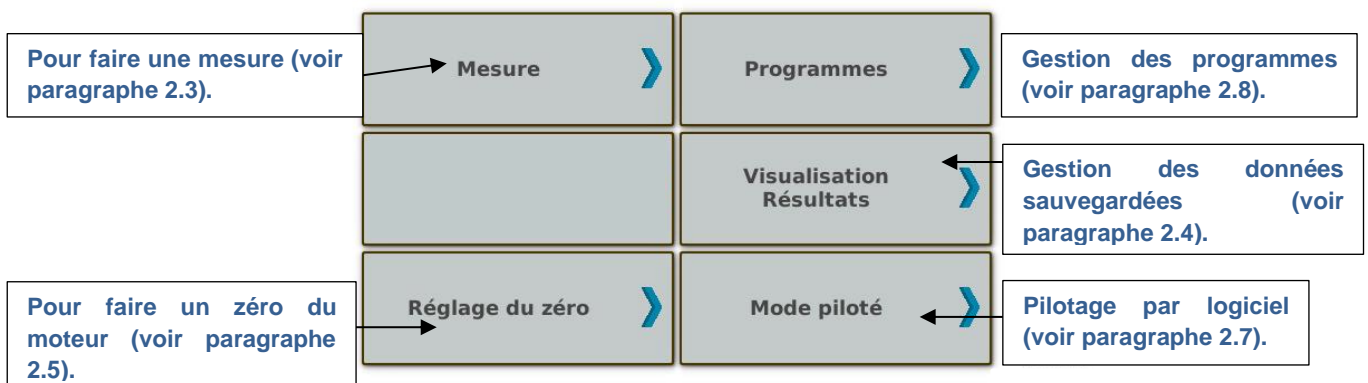 Pour faire une mesure (voir
paragraphe 2.3).
Mesure
Programmes
Gestion des programmes
(voir paragraphe 2.8).
Visualisation
Résultats
Gestion des données
sauvegardées (voir
paragraphe 2.4).
Pour faire un zéro du
moteur (voir paragraphe
2.5).
Réglage du zéro
Mode piloté
Pilotage par logiciel
(voir paragraphe 2.7).